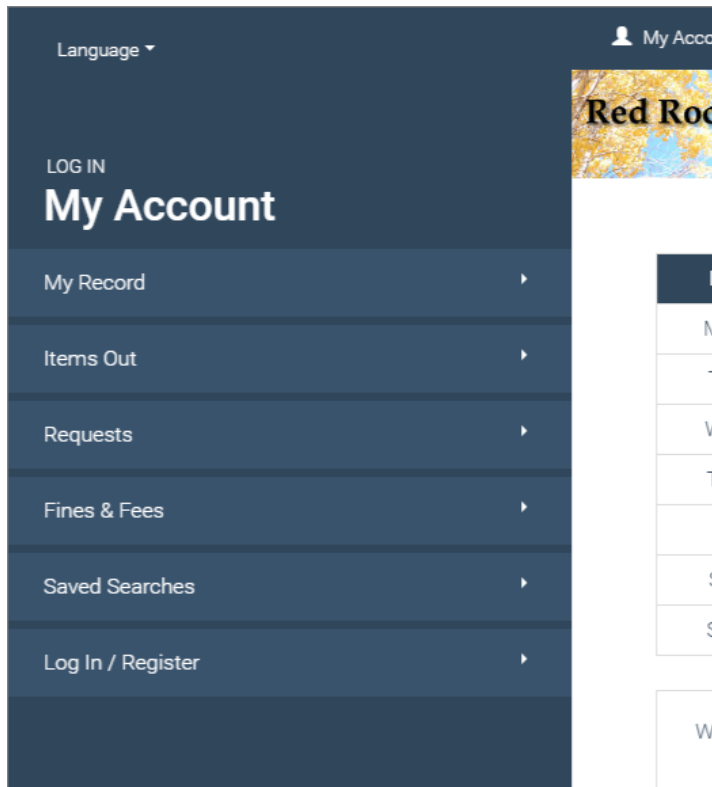 Language
My Acco
Red Roc
LOG IN
My Account
My Record
Items Out
Requests
Fines & Fees
Saved Searches
Log In / Register
W